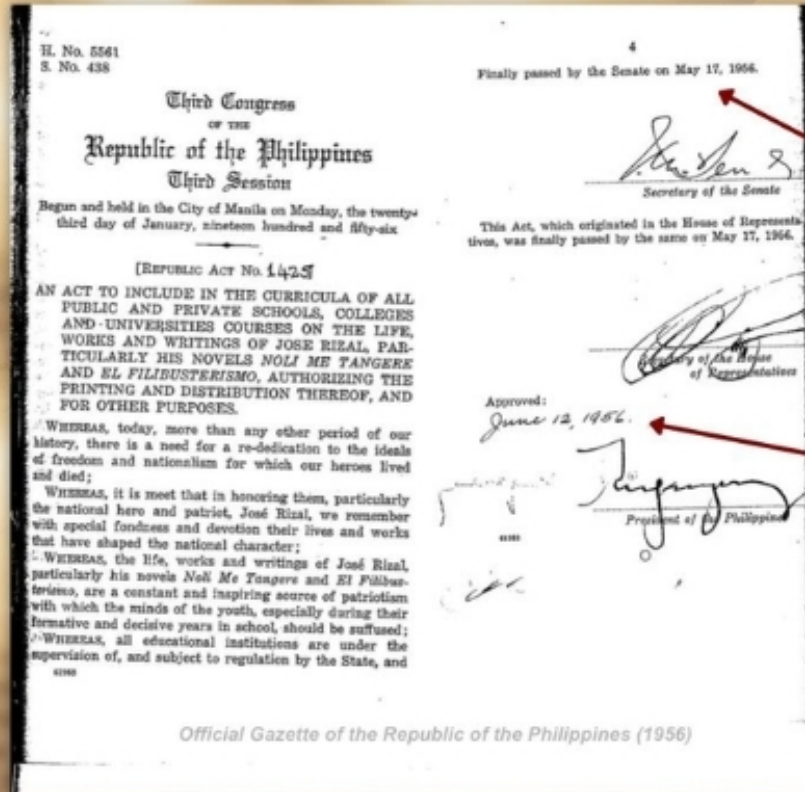 H. No. 5561
S. No. 438
Third Congress
OF THE
Republic of the Philippines
Third Session
Begun and held in the City of Manila on Monday, the twenty-
third day of January, nineteen hundred and fifty-six
[REPUBLIC ACT No. 1425]
AN ACT TO INCLUDE IN THE CURRICULA OF ALL
PUBLIC AND PRIVATE SCHOOLS, COLLEGES
AND UNIVERSITIES COURSES ON THE LIFE,
WORKS AND WRITINGS OF JOSE RIZAL, PAR-
TICULARLY HIS NOVELS NOLI ME TANGERE
AND EL FILIBUSTERISMO, AUTHORIZING THE
PRINTING AND DISTRIBUTION THEREOF, AND
FOR OTHER PURPOSES.
WHEREAS, today, more than any other period of our
history, there is a need for a re-dedication to the ideals
of freedom and nationalism for which our heroes lived
and died;
WHEREAS, it is meet that in honoring them, particularly
the national hero and patriot, José Rizal, we remember
with special fondness and devotion their lives and works
that have shaped the national character;
WHEREAS, the life, works and writings of José Rizal,
particularly his novels Noli Me Tangere and El Filibus-
terismo, are a constant and inspiring source of patriotism
with which the minds of the youth, especially during their
formative and decisive years in school, should be suffused;
WHEREAS, all educational institutions are under the
supervision of, and subject to regulation by the State, and
61963
4
Finally passed by the Senate on May 17, 1956.
Secretary of the Senate
This Act, which originated in the House of Representa-
tives, was finally passed by the same on May 17, 1956.
Secretary of the House
of Representatives
Approved:
June 12, 1956.
President of the Philippines
61963
Official Gazette of the Republic of the Philippines (1956)